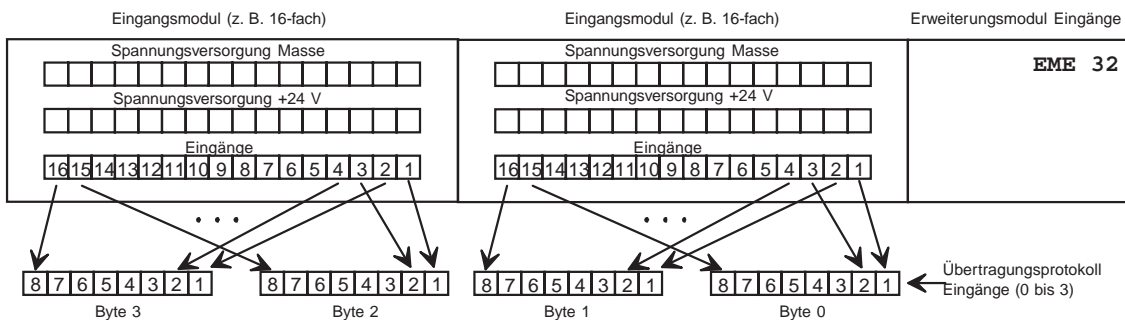 Eingangsmodul (z. B. 16-fach) Eingangsmodul (z. B. 16-fach) Erweiterungsmodul Eingänge
Spannungsversorgung Masse Spannungsversorgung Masse
EME 32
Spannungsversorgung +24 V Spannungsversorgung +24 V
Eingänge Eingänge
16 15 14 13 12 11 10 9 8 7 6 5 4 3 2 1 16 15 14 13 12 11 10 9 8 7 6 5 4 3 2 1
. . . . . .
8 7 6 5 4 3 2 1 8 7 6 5 4 3 2 1 8 7 6 5 4 3 2 1 8 7 6 5 4 3 2 1
Übertragungsprotokoll
Eingänge (0 bis 3)
Byte 3 Byte 2 Byte 1 Byte 0